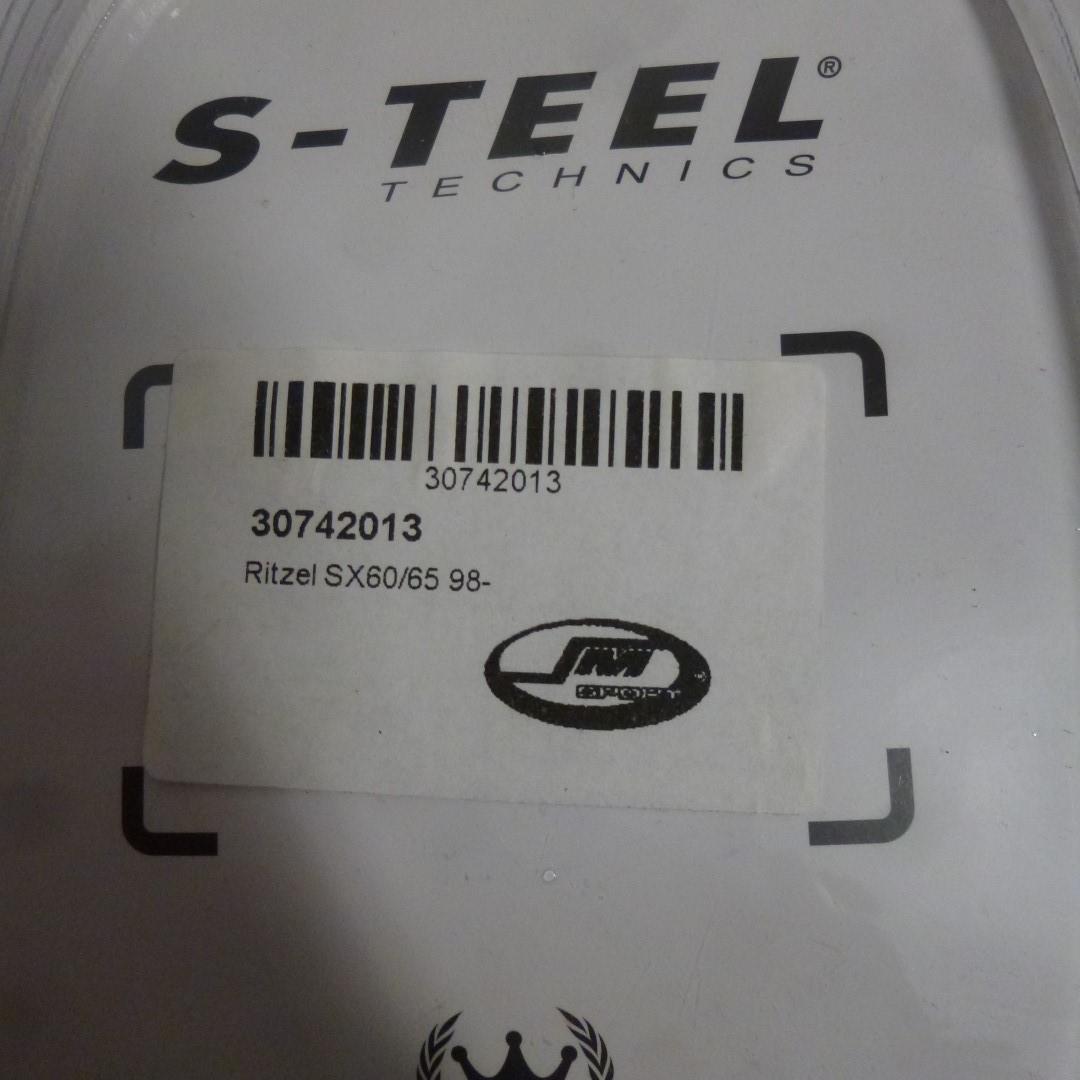 S-TEEL®
TECHNICS
30742013
30742013
Ritzel SX60/65 98-